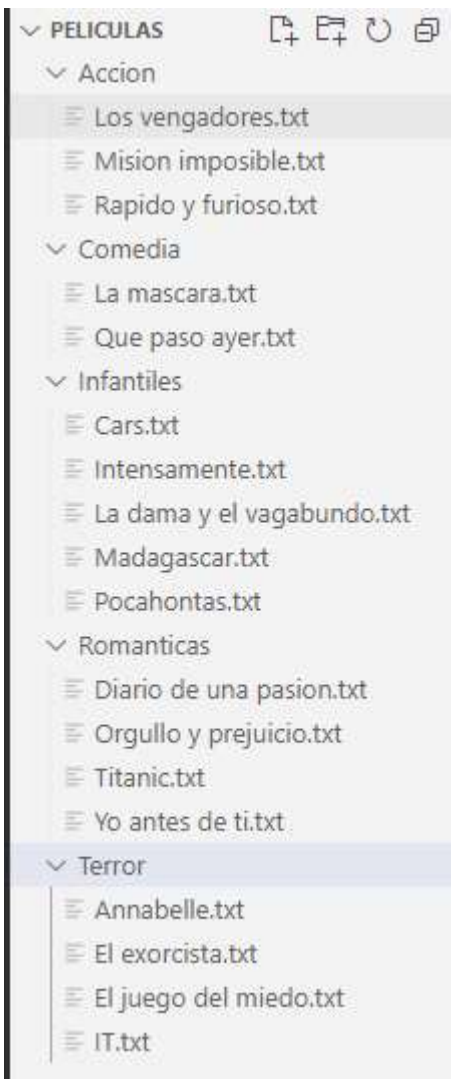 PELICULAS
Accion
Los vengadores.txt
Mision imposible.txt
Rapido y furioso.txt
Comedia
La mascara.txt
Que paso ayer.txt
Infantiles
Cars.txt
Intensamente.txt
La dama y el vagabundo.txt
Madagascar.txt
Pocahontas.txt
Romanticas
Diario de una pasion.txt
Orgullo y prejuicio.txt
Titanic.txt
Yo antes de ti.txt
Terror
Annabelle.txt
El exorcista.txt
El juego del miedo.txt
IT.txt